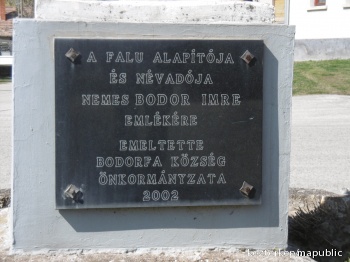 A FALU ALAPÍTÓJA
ÉS NÉVADÓJA
NEMES BODOR IMRE
EMLÉKÉRE
EMELTETTE
BODORFA KÖZSÉG
ÖNKORMÁNYZATA
2002